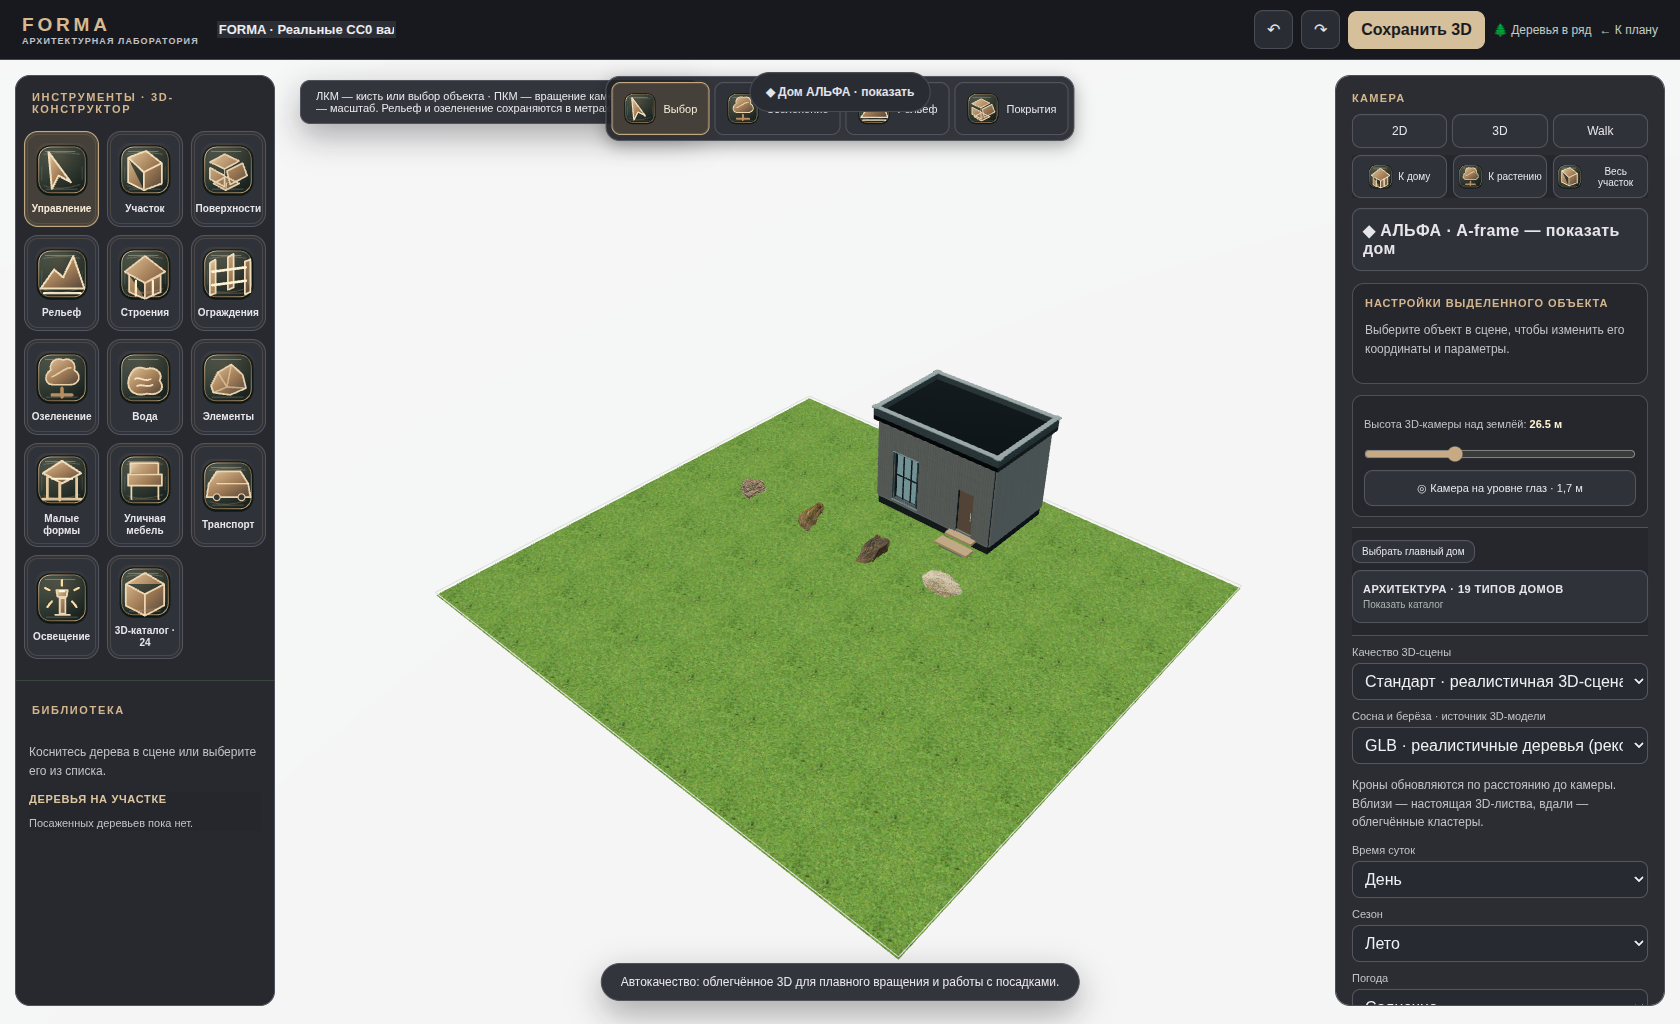 FORMA
АРХИТЕКТУРНАЯ ЛАБОРАТОРИЯ
FORMA · Реальные CC0 ва
↶
↷
Сохранить 3D
🌲 Деревья в ряд
← К плану
ИНСТРУМЕНТЫ · 3D-
КОНСТРУКТОР
Управление
Участок
Поверхности
Рельеф
Строения
Ограждения
Озеленение
Вода
Элементы
Малые
формы
Уличная
мебель
Транспорт
Освещение
3D-каталог ·
24
БИБЛИОТЕКА
Коснитесь дерева в сцене или выберите
его из списка.
ДЕРЕВЬЯ НА УЧАСТКЕ
Посаженных деревьев пока нет.
ЛКМ — кисть или выбор объекта · ПКМ — вращение кам
— масштаб. Рельеф и озеленение сохраняются в метра
Выбор
◆ Дом АЛЬФА · показать
Покрытия
Автокачество: облегчённое 3D для плавного вращения и работы с посадками.
КАМЕРА
2D
3D
Walk
К дому
К растению
Весь
участок
◆ АЛЬФА · A-frame — показать
дом
НАСТРОЙКИ ВЫДЕЛЕННОГО ОБЪЕКТА
Выберите объект в сцене, чтобы изменить его
координаты и параметры.
Высота 3D-камеры над землёй: 26.5 м
◎ Камера на уровне глаз · 1,7 м
Выбрать главный дом
АРХИТЕКТУРА · 19 ТИПОВ ДОМОВ
Показать каталог
Качество 3D-сцены
Стандарт · реалистичная 3D-сцена
Сосна и берёза · источник 3D-модели
GLB · реалистичные деревья (реко
Кроны обновляются по расстоянию до камеры.
Вблизи — настоящая 3D-листва, вдали —
облегчённые кластеры.
Время суток
День
Сезон
Лето
Погода